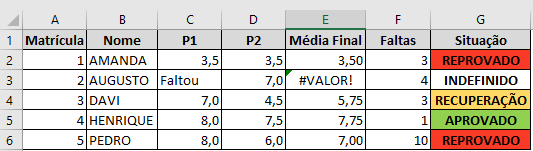 A B C D E F G
1 Matrícula Nome P1 P2 Média Final Faltas Situação
2 1 AMANDA 3,5 3,5 3,50 3 REPROVADO
3 2 AUGUSTO Faltou 7,0 #VALOR! 4 INDEFINIDO
4 3 DAVI 7,0 4,5 5,75 3 RECUPERAÇÃO
5 4 HENRIQUE 8,0 7,5 7,75 1 APROVADO
6 5 PEDRO 8,0 6,0 7,00 10 REPROVADO